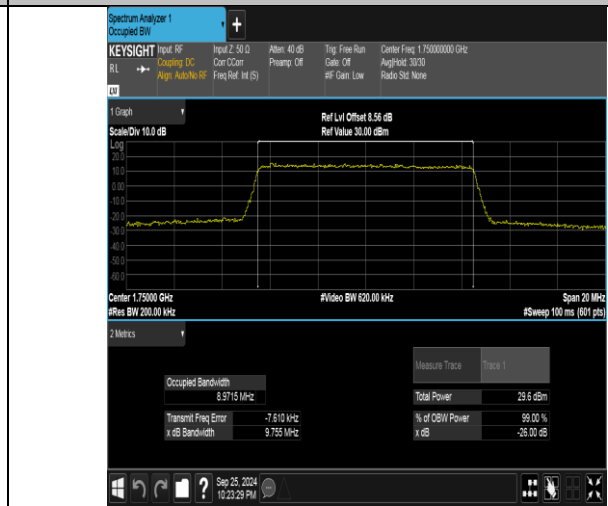 Spectrum Analyzer 1
Occupied BW
+
KEYSIGHT Input: RF Input Z: 50 Ω Atten: 40 dB Trig: Free Run Center Freq: 1.750000000 GHz
RL Coupling: DC Corr CCorr Preamp: Off Gate: Off Avg|Hold: 30/30
Align: Auto/No RF Freq Ref: Int (S) #IF Gain: Low Radio Std: None
LXI
1 Graph
Ref Lvl Offset 8.56 dB
Scale/Div 10.0 dB Ref Value 30.00 dBm
Log
20.0
10.0
0.00
-10.0
-20.0
-30.0
-40.0
-50.0
-60.0
Center 1.75000 GHz #Video BW 620.00 kHz Span 20 MHz
#Res BW 200.00 kHz #Sweep 100 ms (601 pts)
2 Metrics
Measure Trace Trace 1
Occupied Bandwidth
8.9715 MHz Total Power 29.6 dBm
Transmit Freq Error -7.610 kHz % of OBW Power 99.00 %
x dB Bandwidth 9.755 MHz x dB -26.00 dB
? Sep 25, 2024
10:23:29 PM